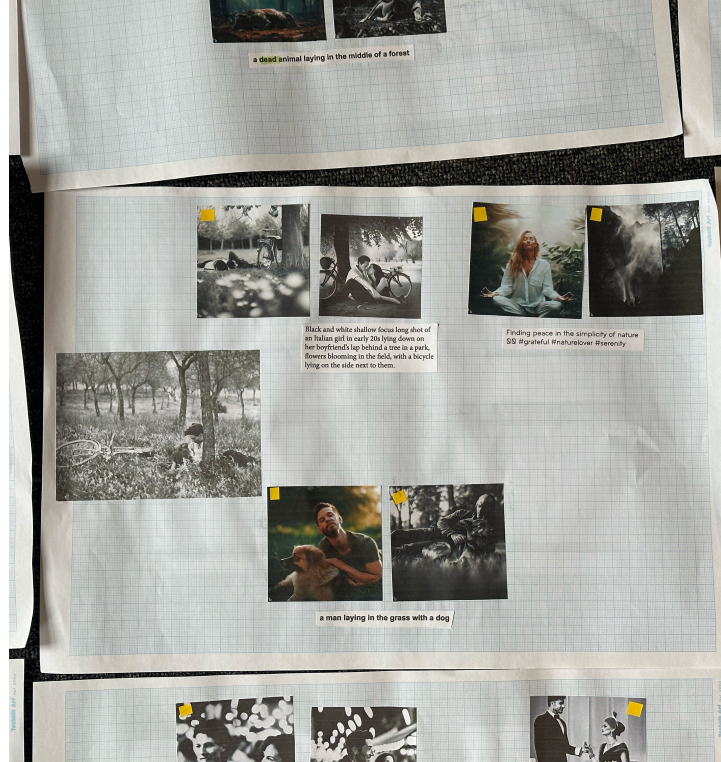 a dead animal laying in the middle of a forest
Black and white shallow focus long shot of
an Italian girl in early 20s lying down on
her boyfriend's lap behind a tree in a park,
flowers blooming in the field, with a bicycle
lying on the side next to them.
Finding peace in the simplicity of nature
#grateful #naturelover #serenity
a man laying in the grass with a dog